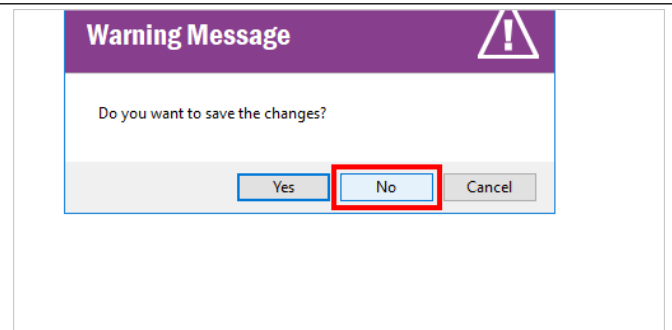 Warning Message
Do you want to save the changes?
Yes No Cancel